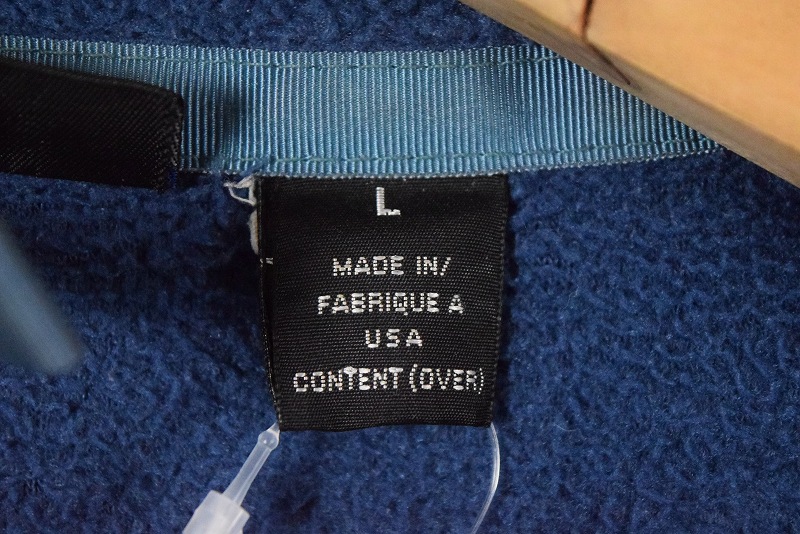 L
MADE IN/
FABRIQUE A
USA
CONTENT (OVER)